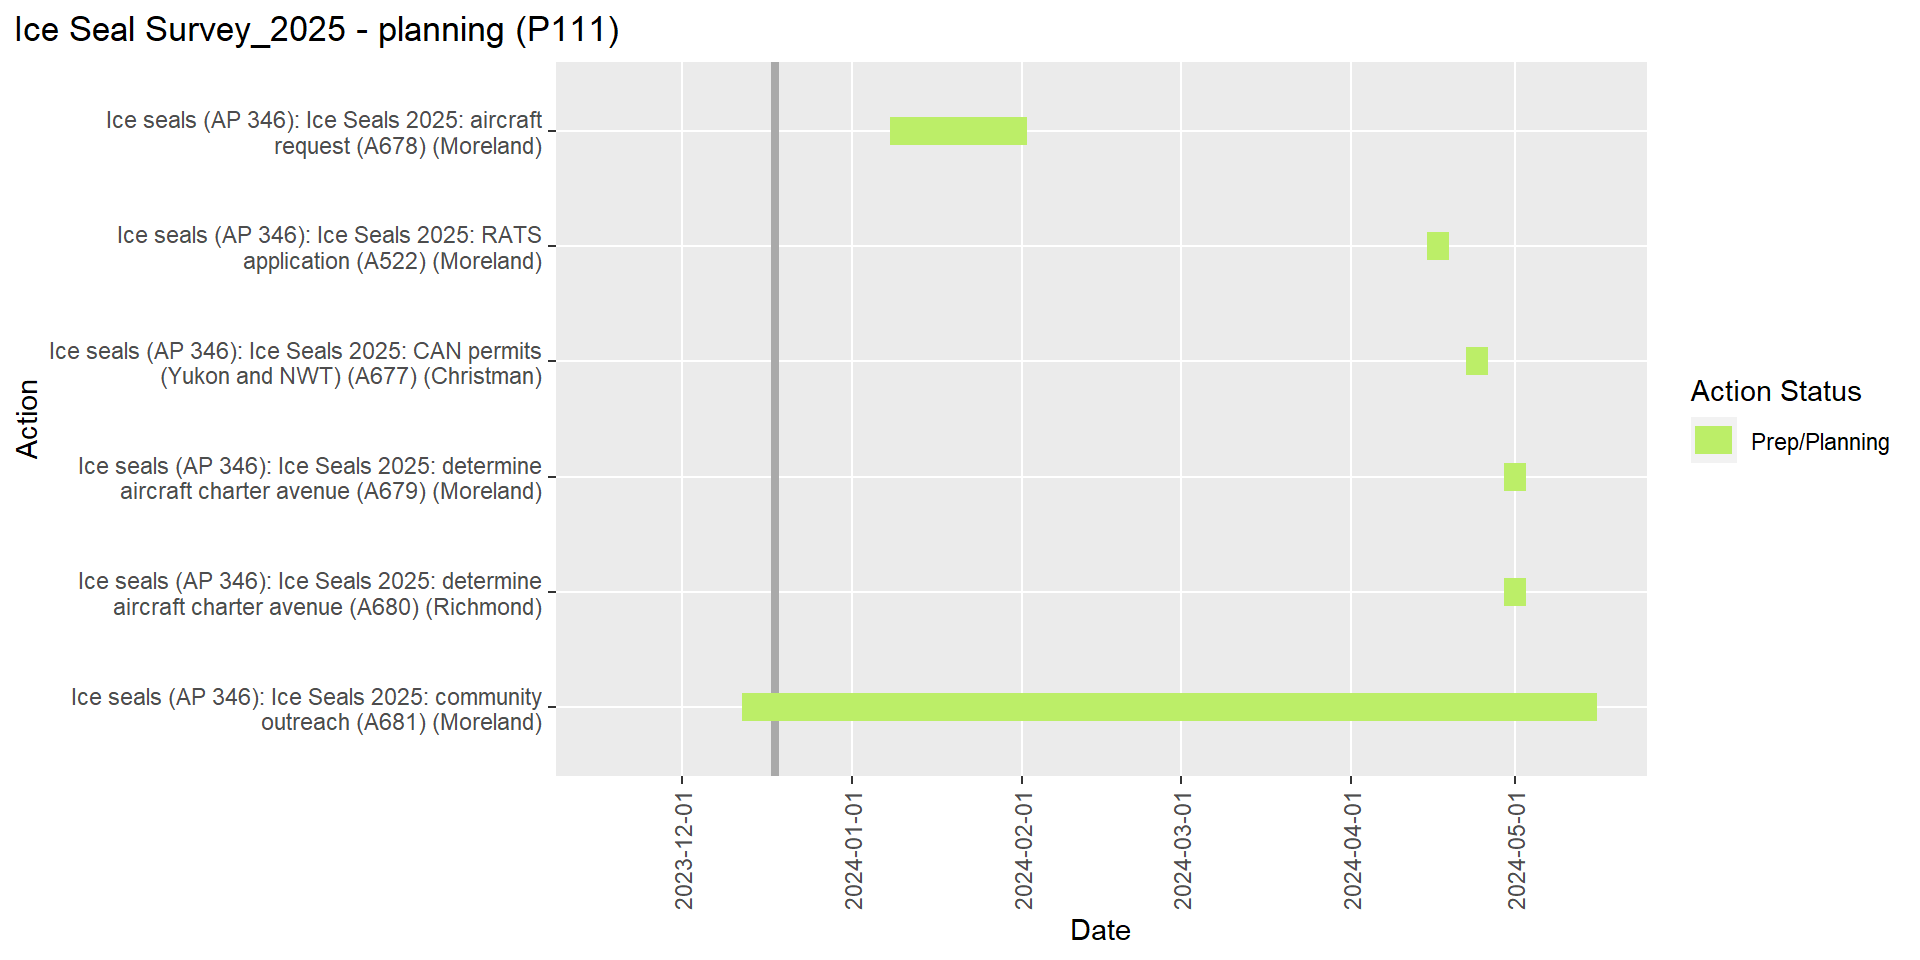 Ice Seal Survey_2025 - planning (P111)
Ice seals (AP 346): Ice Seals 2025: aircraft
request (A678) (Moreland)
Ice seals (AP 346): Ice Seals 2025: RATS
application (A522) (Moreland)
Ice seals (AP 346): Ice Seals 2025: CAN permits
(Yukon and NWT) (A677) (Christman)
Ice seals (AP 346): Ice Seals 2025: determine
aircraft charter avenue (A679) (Moreland)
Ice seals (AP 346): Ice Seals 2025: determine
aircraft charter avenue (A680) (Richmond)
Ice seals (AP 346): Ice Seals 2025: community
outreach (A681) (Moreland)
Action
2023-12-01
2024-01-01
2024-02-01
2024-03-01
2024-04-01
2024-05-01
Date
Action Status
Prep/Planning